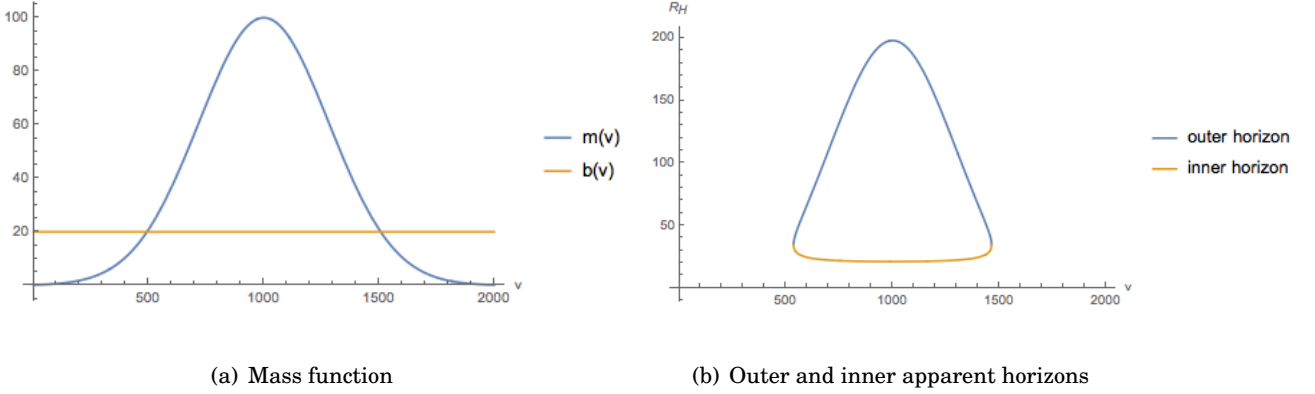 100
80
60
40
20
500
1000
1500
2000
v
m(v)
b(v)
(a) Mass function
R_H
200
150
100
50
500
1000
1500
2000
v
outer horizon
inner horizon
(b) Outer and inner apparent horizons